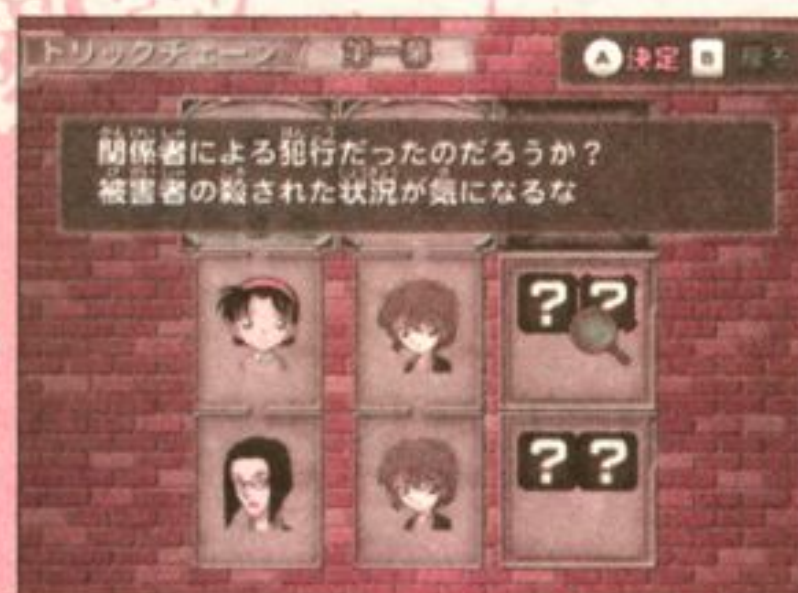 トリックチェーン 第一章
A 決定 B 戻る
関係者による犯行だったのだろうか？
被害者の殺された状況が気になるな
？？
？？